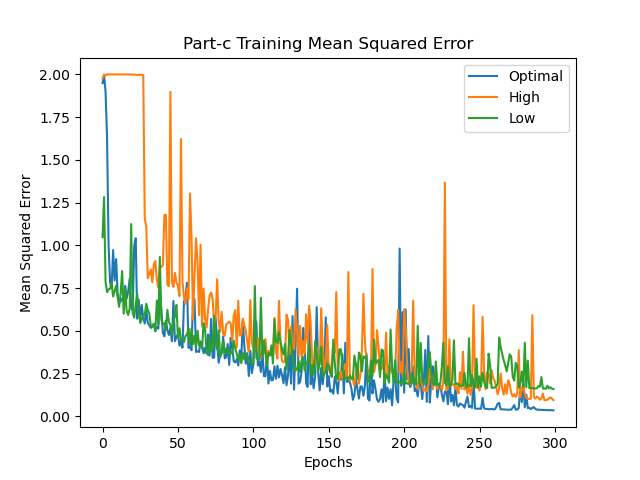 Part-c Training Mean Squared Error
Mean Squared Error
2.00
1.75
1.50
1.25
1.00
0.75
0.50
0.25
0.00
Optimal
High
Low
0
50
100
150
200
250
300
Epochs